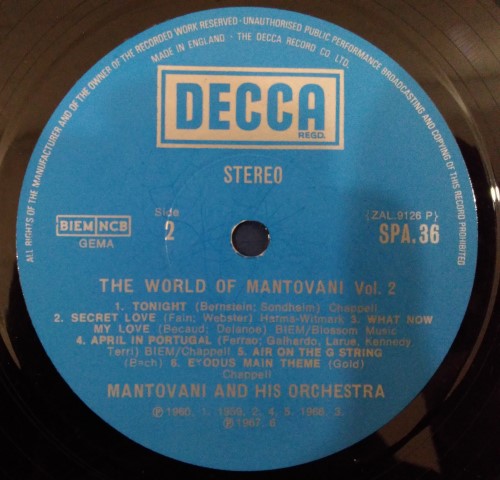 ALL RIGHTS OF THE MANUFACTURER AND OF THE OWNER OF THE RECORDED WORK RESERVED · UNAUTHORISED PUBLIC PERFORMANCE BROADCASTING AND COPYING OF THIS RECORD PROHIBITED
MADE IN ENGLAND · THE DECCA RECORD CO. LTD.
DECCA
REGD.
STEREO
BIEM NCB
GEMA
Side
2
(ZAL.9126 P)
SPA.36
THE WORLD OF MANTOVANI Vol. 2
1. TONIGHT (Bernstein; Sondheim) Chappell
2. SECRET LOVE (Fain; Webster) Harms-Witmark 3. WHAT NOW
MY LOVE (Becaud; Delanoe) BIEM/Blossom Music
4. APRIL IN PORTUGAL (Ferrao; Galhardo, Larue, Kennedy
Terri) BIEM/Chappell 5. AIR ON THE G STRING
(Bach) 6. EXODUS MAIN THEME (Gold)
Chappell
MANTOVANI AND HIS ORCHESTRA
℗ 1960, 1. 1959, 2, 4, 5. 1966, 3.
℗ 1967, 6